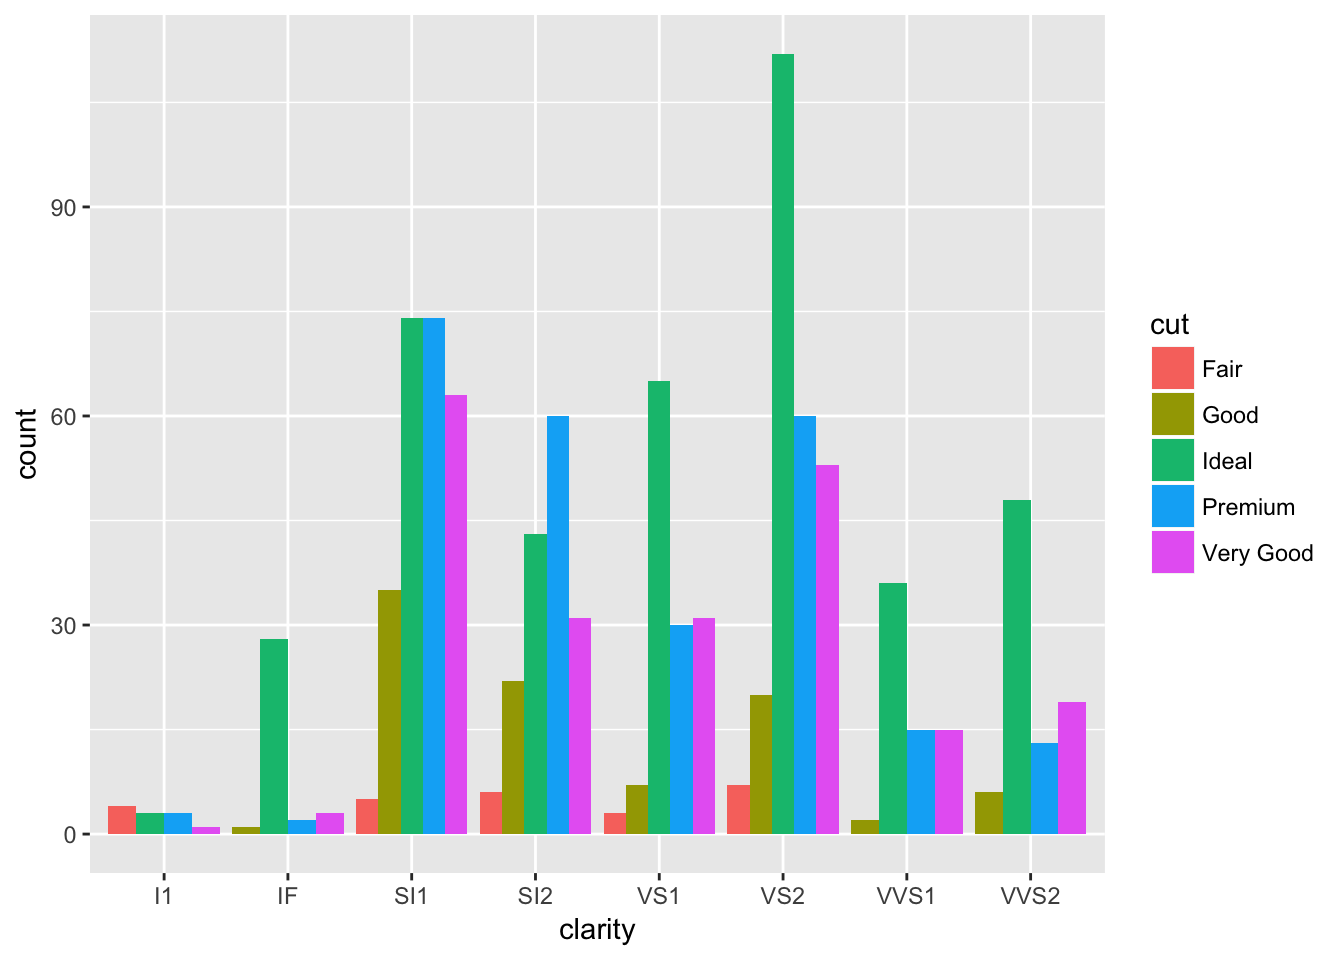 90
60
30
0
count
I1 IF SI1 SI2 VS1 VS2 VVS1 VVS2
clarity
cut
Fair
Good
Ideal
Premium
Very Good